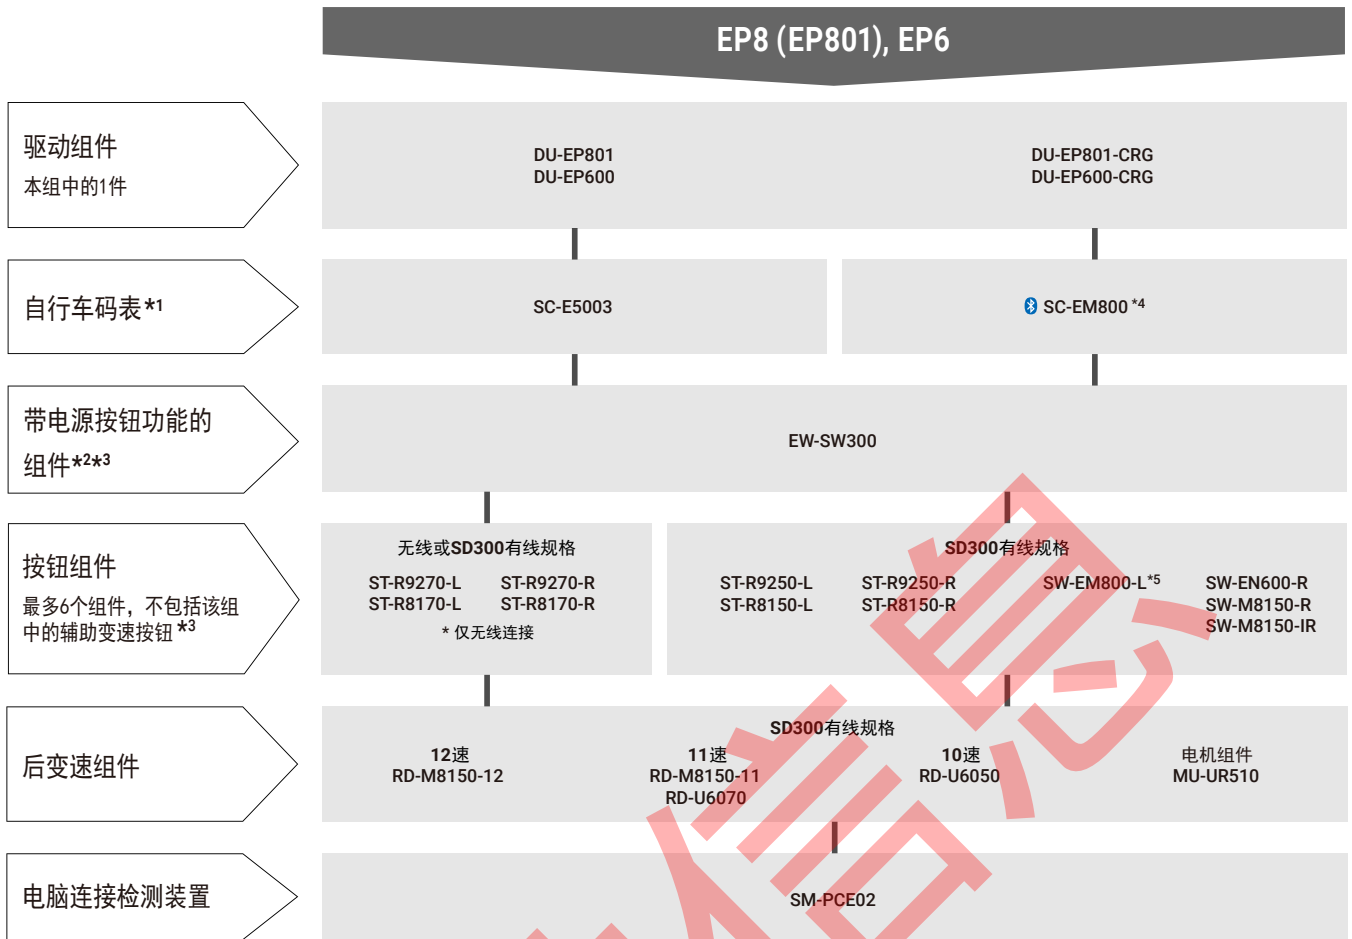 EP8 (EP801), EP6
驱动组件
本组中的1件
DU-EP801
DU-EP600
DU-EP801-CRG
DU-EP600-CRG
自行车码表*1
SC-E5003
SC-EM800 *4
带电源按钮功能的
组件*2*3
EW-SW300
按钮组件
最多6个组件，不包括该组
中的辅助变速按钮*3
无线或SD300有线规格
ST-R9270-L ST-R9270-R
ST-R8170-L ST-R8170-R
* 仅无线连接
SD300有线规格
ST-R9250-L ST-R9250-R SW-EM800-L*5 SW-EN600-R
ST-R8150-L ST-R8150-R SW-M8150-R
SW-M8150-IR
后变速组件
SD300有线规格
12速
RD-M8150-12
11速
RD-M8150-11
RD-U6070
10速
RD-U6050
电机组件
MU-UR510
电脑连接检测装置
SM-PCE02
信息